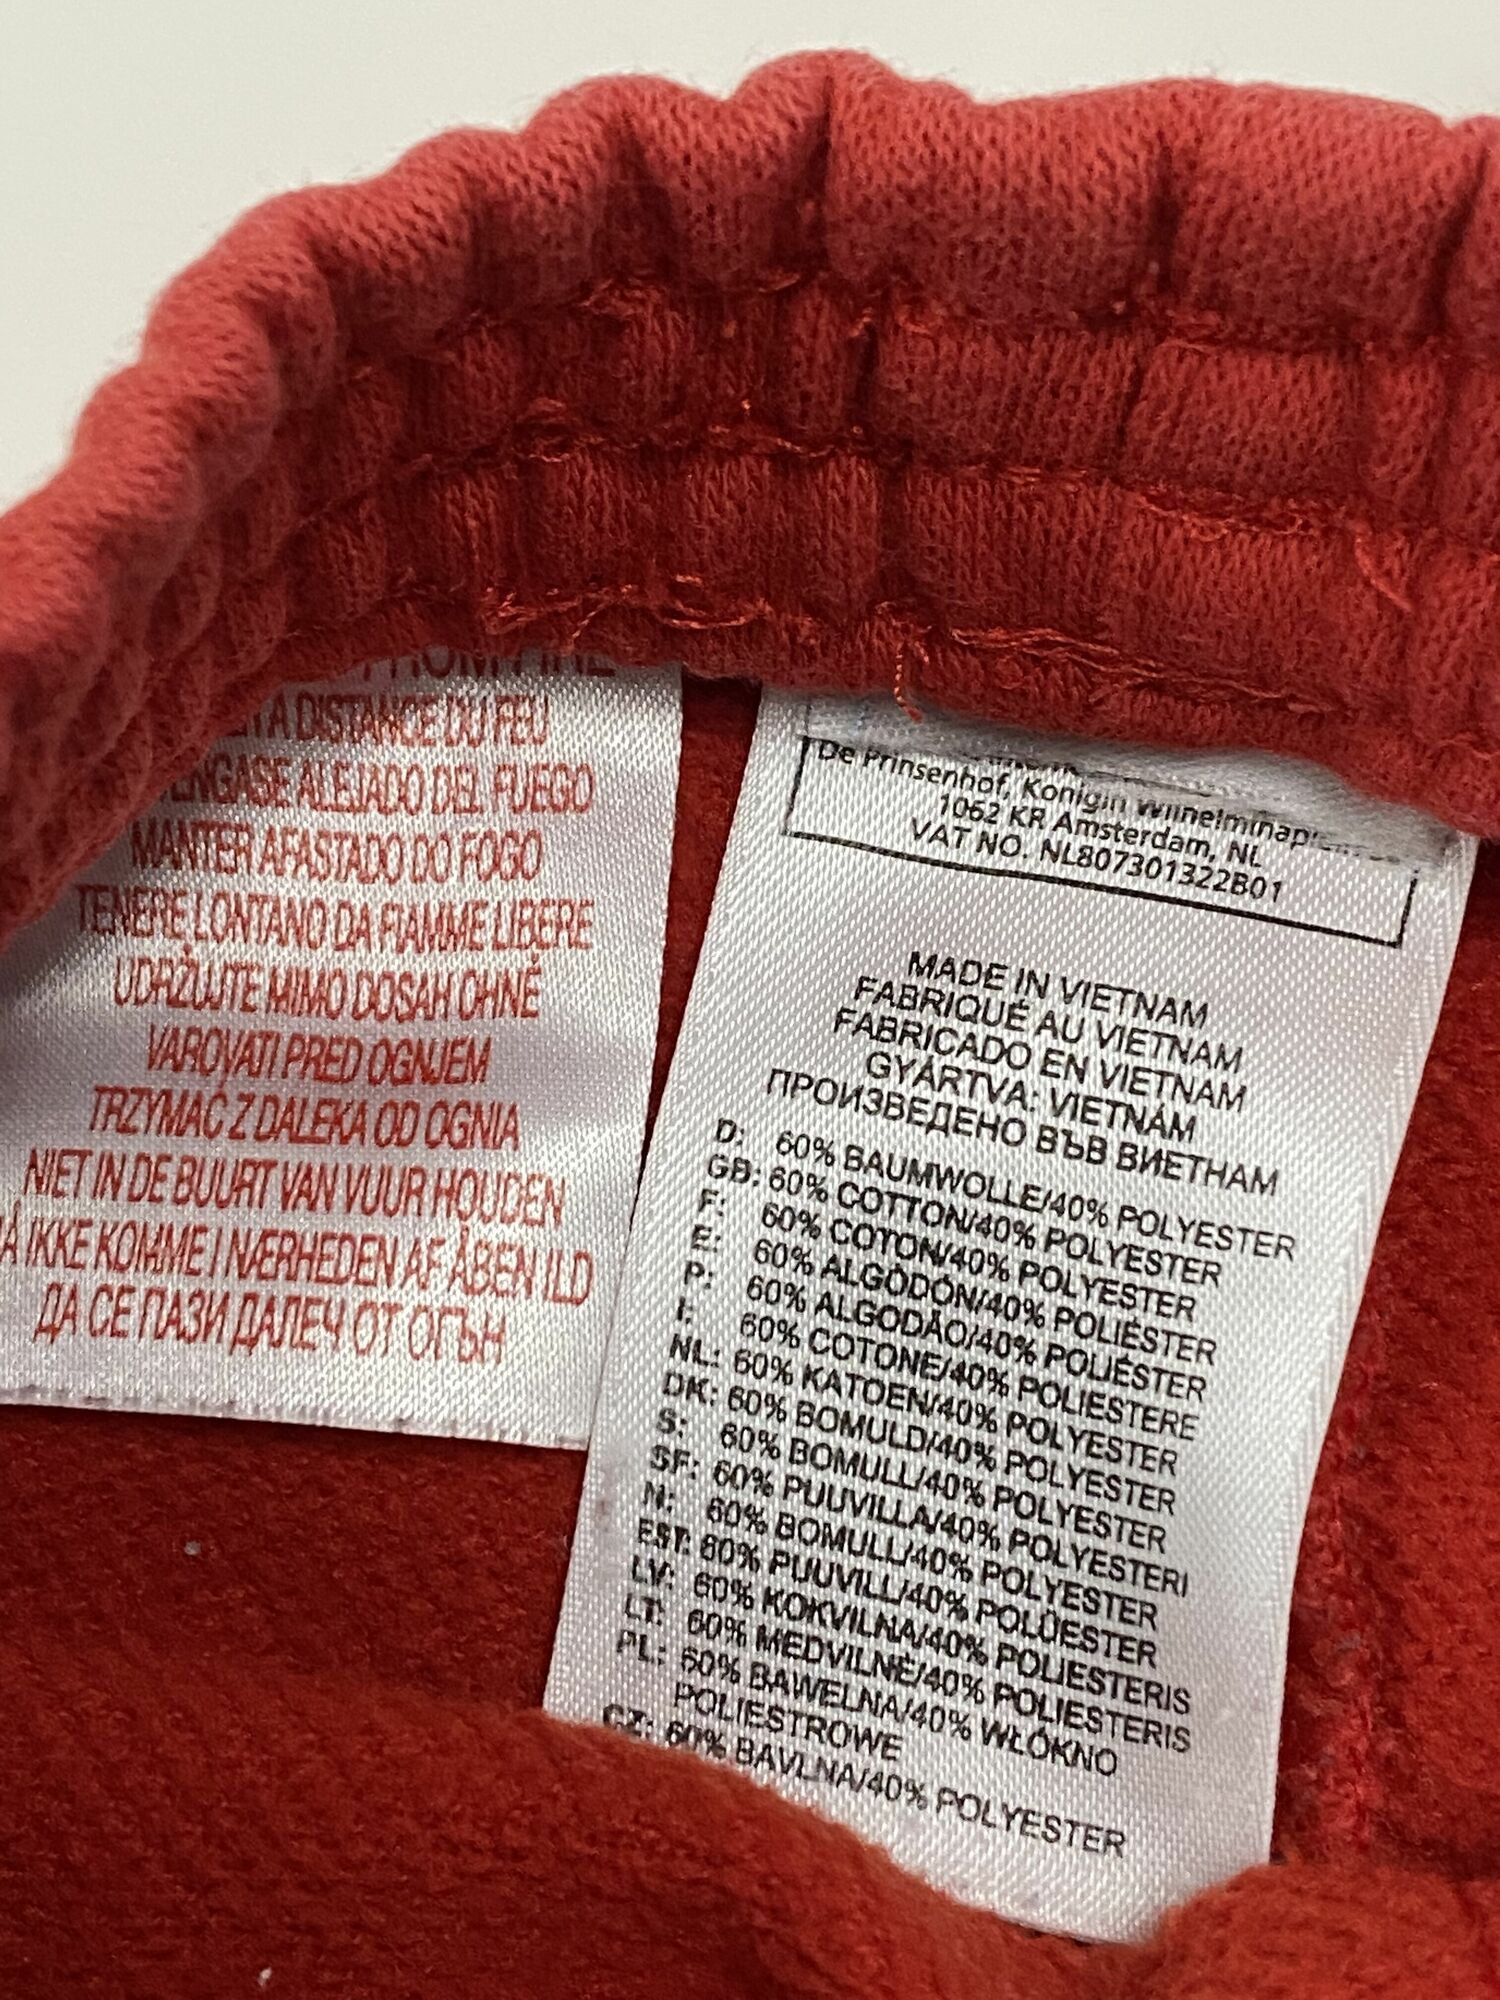 FROM FIRE
A DISTANCE DU FEU
ALEJADO DEL FUEGO
MANTER AFASTADO DO FOGO
TENERE LONTANO DA FIAMME LIBERE
UDRŽUJTE MIMO DOSAH OHNĚ
VAROVATI PRED OGNJEM
TRZYMAĆ Z DALEKA OD OGNIA
NIET IN DE BUURT VAN VUUR HOUDEN
IKKE KOMME I NÆRHEDEN AF ÅBEN ILD
ДА СЕ ПАЗИ ДАЛЕЧ ОТ ОГЪН
De Prinsenhof, Konigin
1062 KR Amsterdam, NL
VAT NO. NL807301322B01
MADE IN VIETNAM
FABRIQUÉ AU VIETNAM
FABRICADO EN VIETNAM
GYÁRTVA: VIETNÁM
ПРОИЗВЕДЕНО ВЪВ ВИЕТНАМ
D: 60% BAUMWOLLE/40% POLYESTER
GB: 60% COTTON/40% POLYESTER
F: 60% COTON/40% POLYESTER
E: 60% ALGODÓN/40% POLIÉSTER
P: 60% ALGODÃO/40% POLIÉSTER
I: 60% COTONE/40% POLIESTERE
NL: 60% KATOEN/40% POLYESTER
DK: 60% BOMULD/40% POLYESTER
S: 60% BOMULL/40% POLYESTER
SF: 60% PUUVILLA/40% POLYESTERI
N: 60% BOMULL/40% POLYESTER
EST: 60% PUUVILL/40% POLÜESTER
LV: 60% KOKVILNA/40% POLIESTERIS
LT: 60% MEDVILNĖ/40% POLIESTERIS
PL: 60% BAWEŁNA/40% WŁÓKNO
POLIESTROWE
CZ: 60% BAVLNA/40% POLYESTER